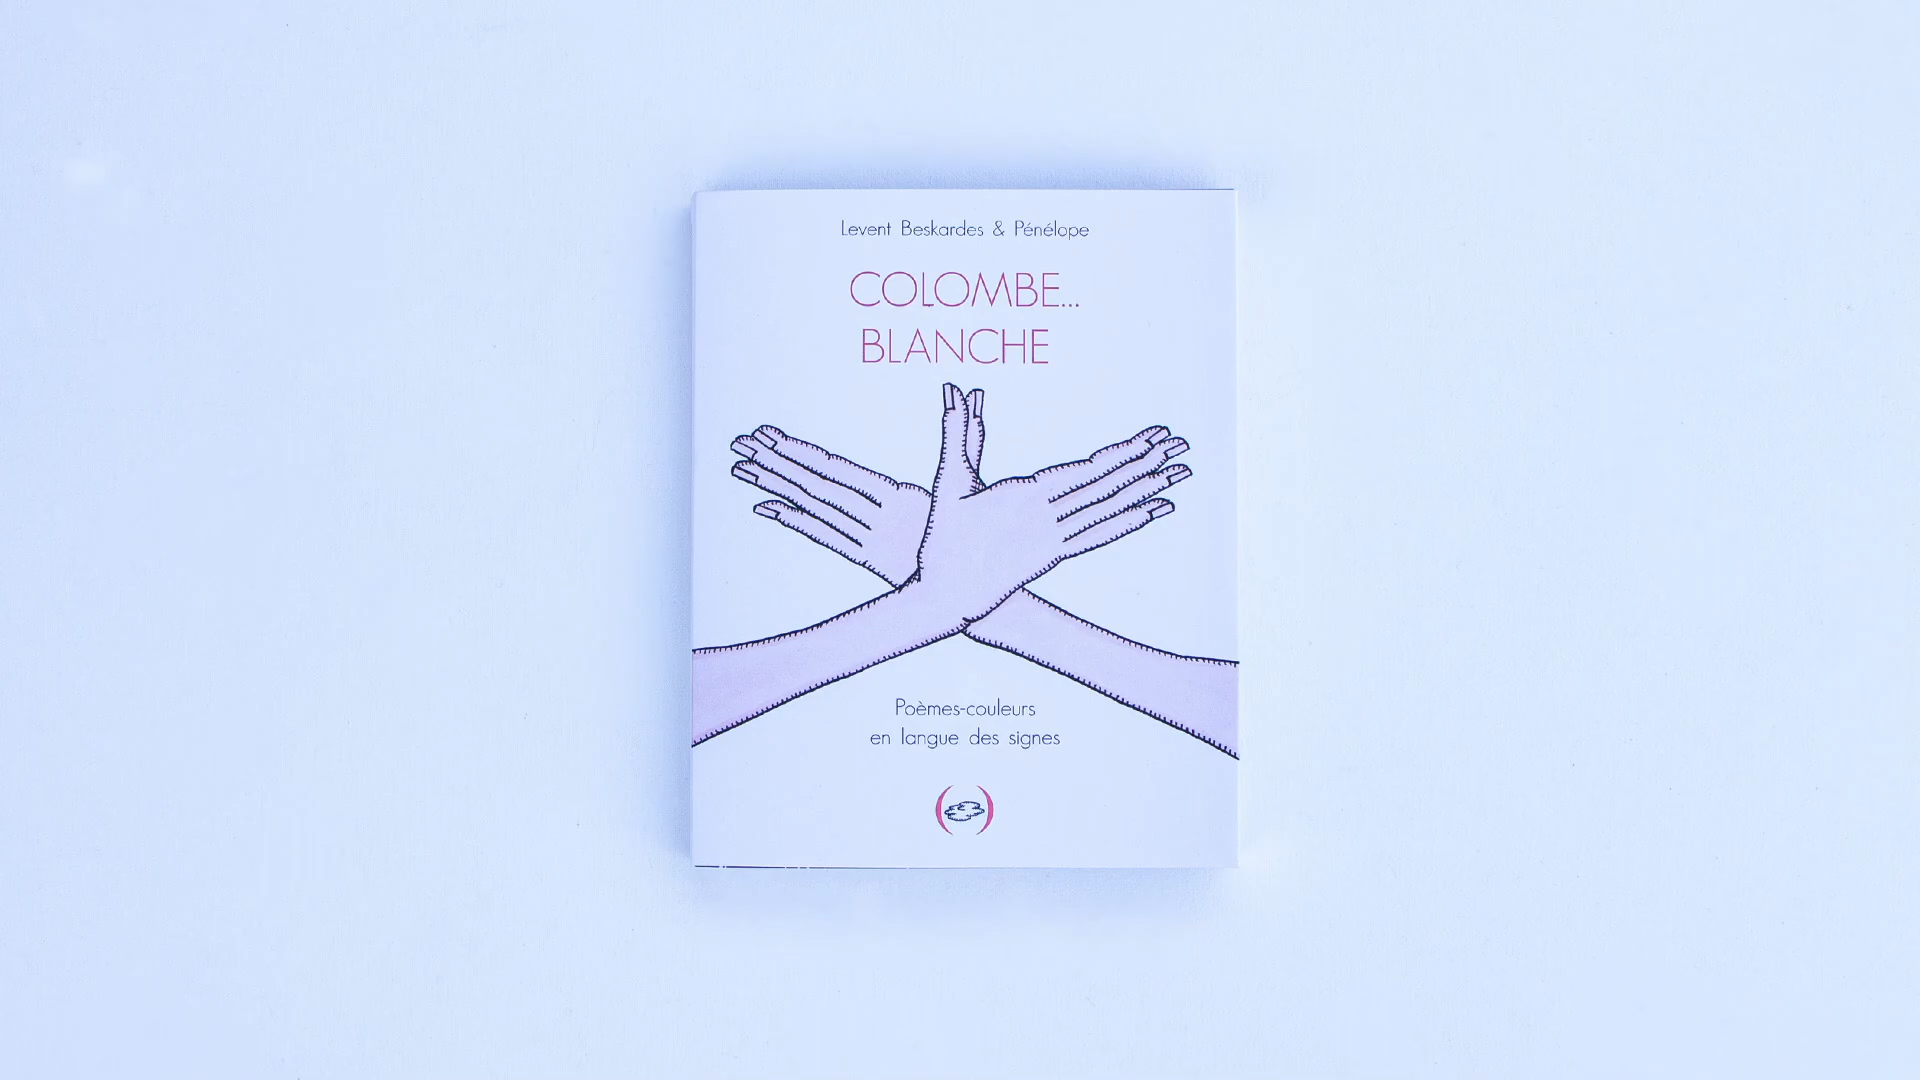 Levent Beskardes & Pénélope
COLOMBE...
BLANCHE
Poèmes-couleurs
en langue des signes